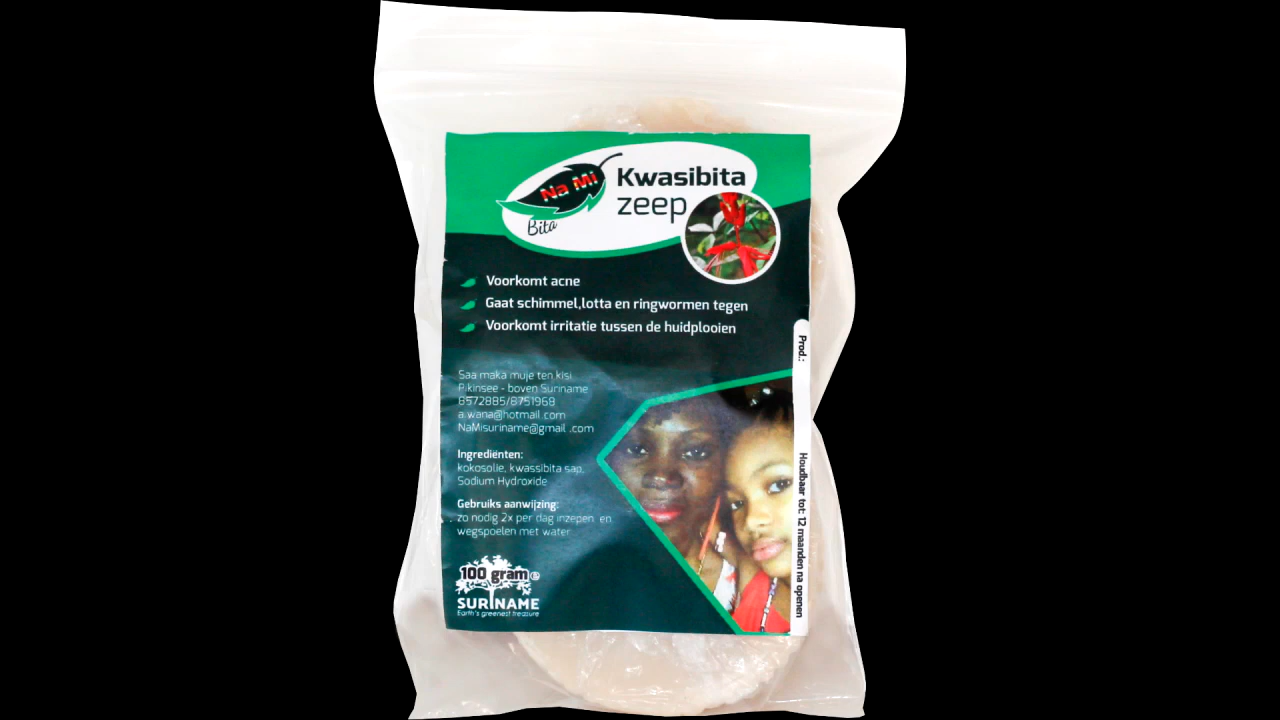 Na Mi
Bita
Kwasibita
zeep
Voorkomt acne
Gaat schimmel,lotta en ringwormen tegen
Voorkomt irritatie tussen de huidplooien
Saa maka muje ten kisi
Pikinsee - boven Suriname
8572885/8751968
a.wana@hotmail.com
NaMisuriname@gmail .com
Ingrediënten:
kokosolie, kwassibita sap,
Sodium Hydroxide
Gebruiks aanwijzing:
zo nodig 2x per dag inzepen en
wegspoelen met water
100 gram
SURINAME
Earth's greenest treasure
Prod.:
Houdbaar tot: 12 maanden na openen